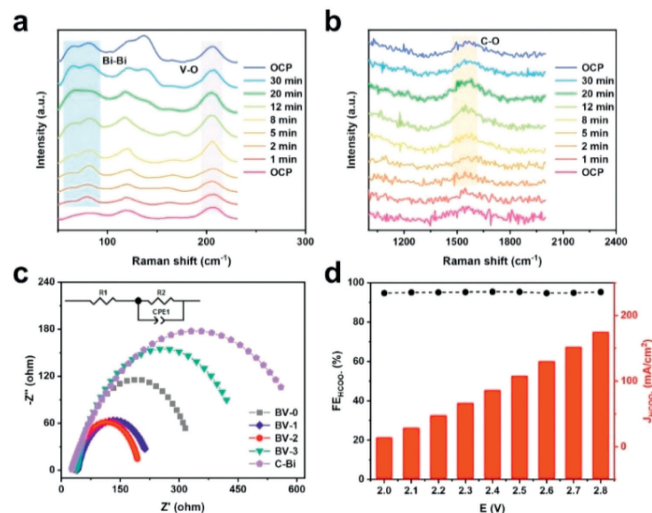 a
Intensity (a.u.)
Bi-Bi
V-O
OCP
30 min
20 min
12 min
8 min
5 min
2 min
1 min
OCP
100
200
300
Raman shift (cm⁻¹)
b
Intensity (a.u.)
C-O
OCP
30 min
20 min
12 min
8 min
5 min
2 min
1 min
OCP
1200
1500
1800
2100
2400
Raman shift (cm⁻¹)
c
-Z'' (ohm)
240
180
120
60
0
R1
R2
CPE1
BV-0
BV-1
BV-2
BV-3
C-Bi
0
150
300
450
600
Z' (ohm)
d
FE HCOO- (%)
100
80
60
40
20
0
200
100
0
J HCOO- (mA/cm²)
2.0 2.1 2.2 2.3 2.4 2.5 2.6 2.7 2.8
E (V)